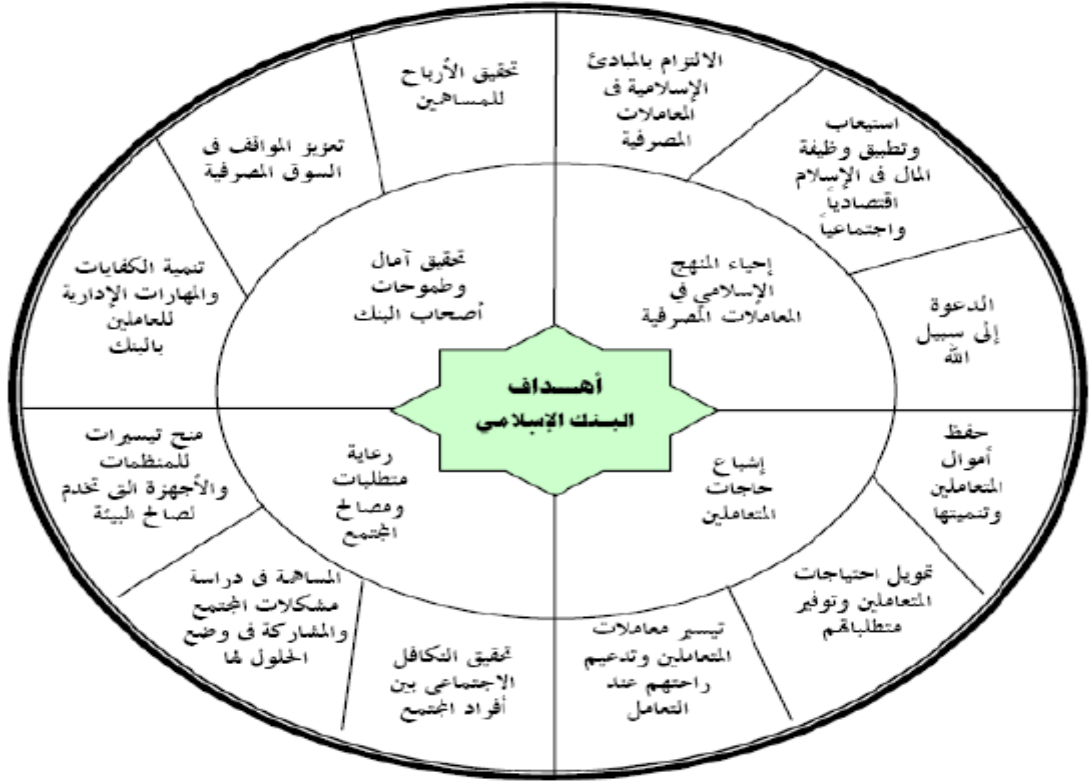 أهـــداف
البـنـك الإسلامي
إحياء المنهج
الإسلامي في
المعاملات المصرفية
الالتزام بالمبادئ
الإسلامية فى
المعاملات
المصرفية
استيعاب
وتطبيق وظيفة
المال فى الإسلام
اقتصادياً
واجتماعياً
الدعوة
إلى سبيل
الله
إشباع
حاجات
المتعاملين
حفظ
أموال
المتعاملين
وتنميتها
تمويل احتياجات
المتعاملين وتوفير
متطلباتهم
تيسير معاملات
المتعاملين وتدعيم
راحتهم عند
التعامل
رعاية
متطلبات
ومصالح
المجتمع
تحقيق التكافل
الاجتماعى بين
أفراد المجتمع
المساهمة فى دراسة
مشكلات المجتمع
والمشاركة فى وضع
الحلول لها
منح تيسيرات
للمنظمات
والأجهزة التى تخدم
لصالح البيئة
تحقيق آمال
وطموحات
أصحاب البنك
تنمية الكفايات
والمهارات الإدارية
للعاملين
بالبنك
تعزيز المواقف فى
السوق المصرفية
تحقيق الأرباح
للمساهمين